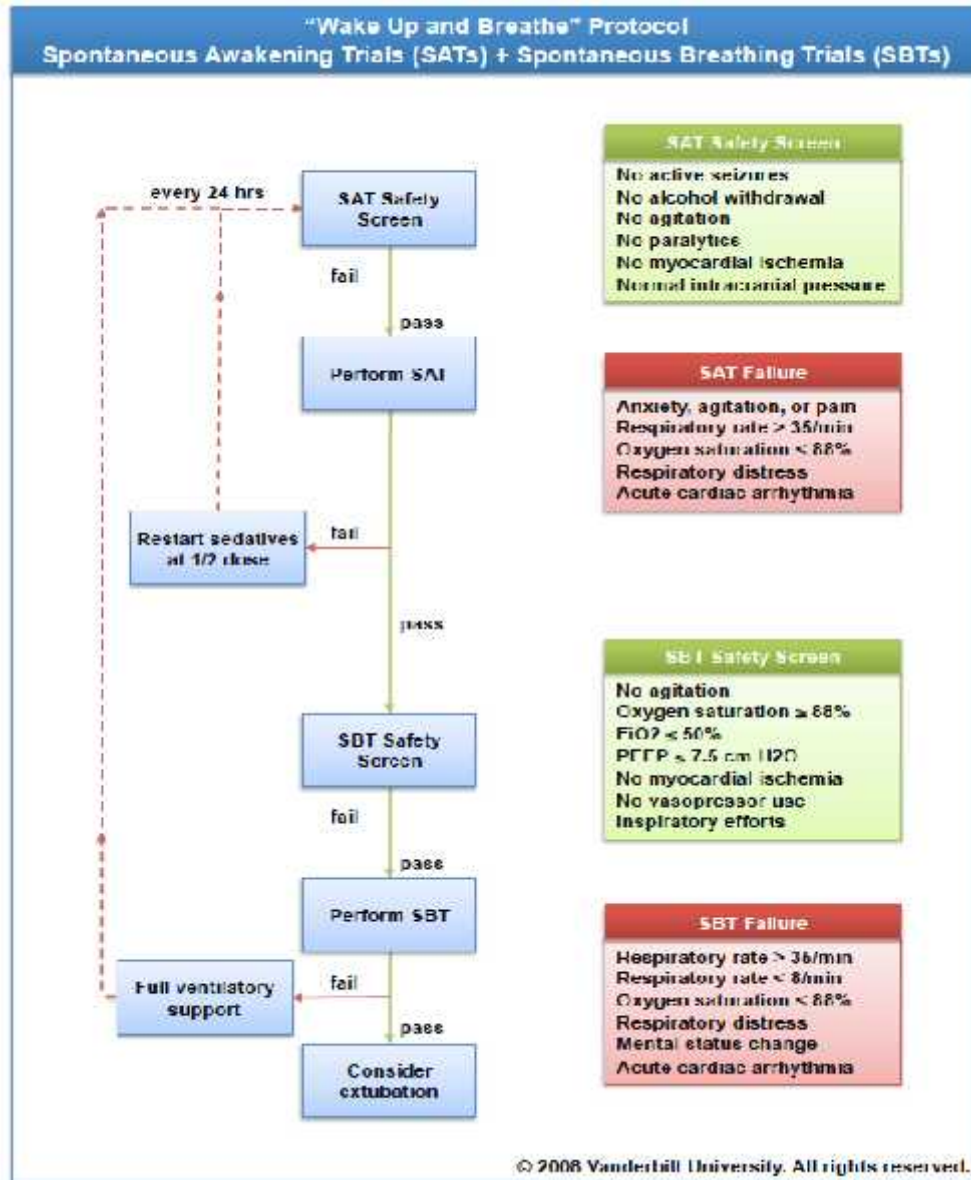 “Wake Up and Breathe” Protocol
Spontaneous Awakening Trials (SATs) + Spontaneous Breathing Trials (SBTs)
every 24 hrs
SAT Safety
Screen
fail
pass
Perform SAT
Restart sedatives
at 1/2 dose
fail
pass
SBT Safety
Screen
fail
pass
Perform SBT
Full ventilatory
support
fail
pass
Consider
extubation
SAT Safety Screen
No active seizures
No alcohol withdrawal
No agitation
No paralytics
No myocardial ischemia
Normal intracranial pressure
SAT Failure
Anxiety, agitation, or pain
Respiratory rate > 35/min
Oxygen saturation < 88%
Respiratory distress
Acute cardiac arrhythmia
SBT Safety Screen
No agitation
Oxygen saturation ≥ 88%
FiO2 ≤ 50%
PEEP ≤ 7.5 cm H2O
No myocardial ischemia
No vasopressor use
Inspiratory efforts
SBT Failure
Respiratory rate > 35/min
Respiratory rate < 8/min
Oxygen saturation < 88%
Respiratory distress
Mental status change
Acute cardiac arrhythmia
© 2008 Vanderbilt University. All rights reserved.